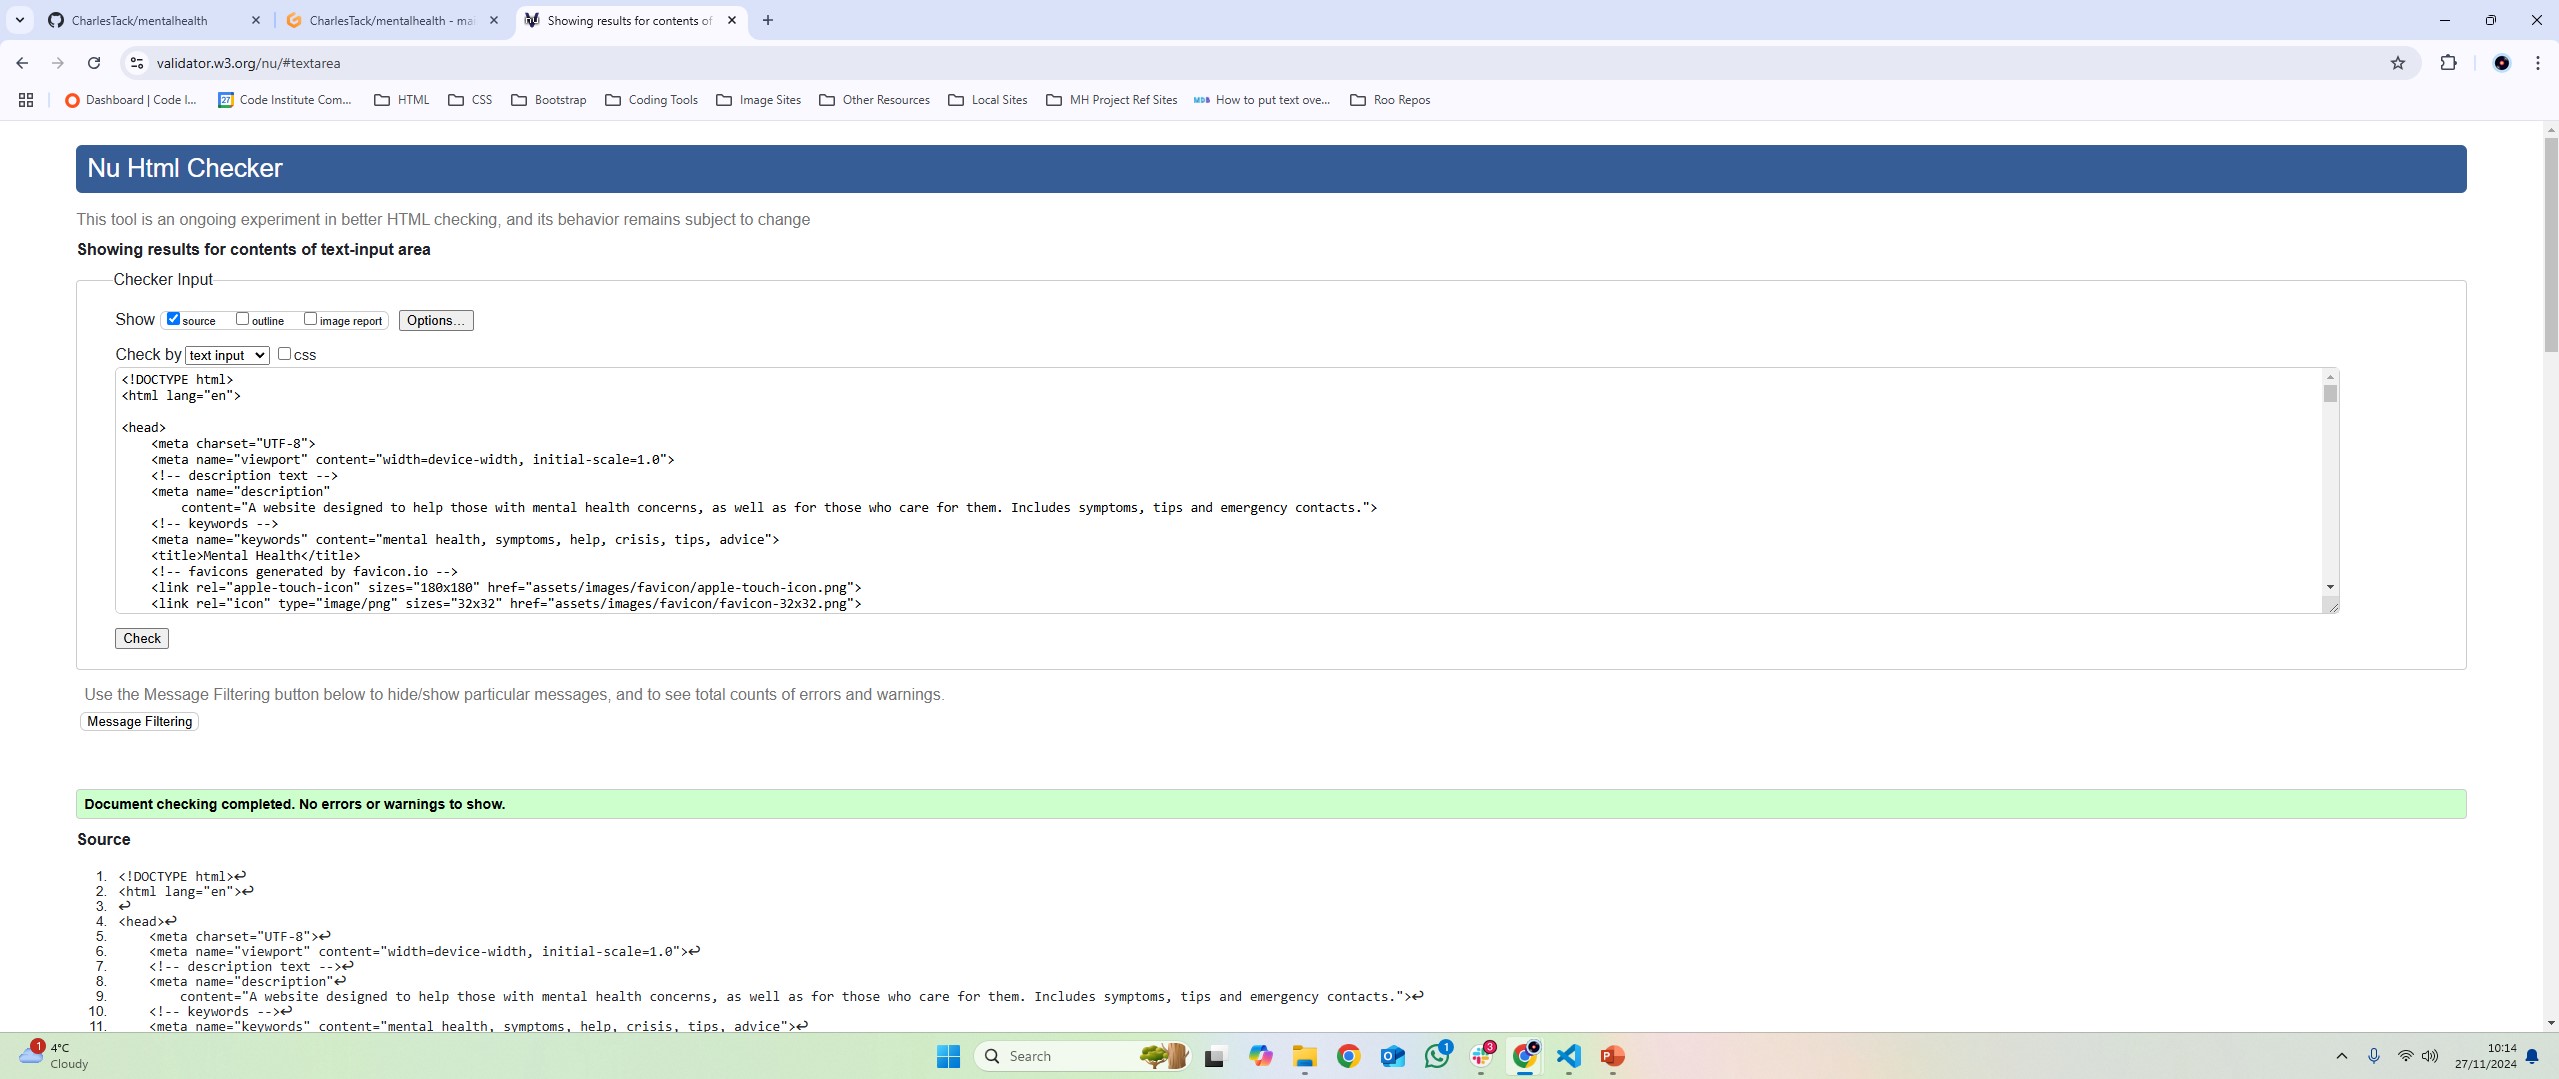 CharlesTack/mentalhealth
CharlesTack/mentalhealth - mai
Showing results for contents of
validator.w3.org/nu/#textarea
Dashboard | Code I... 27 Code Institute Com... HTML CSS Bootstrap Coding Tools Image Sites Other Resources Local Sites MH Project Ref Sites MDB How to put text ove... Roo Repos
Nu Html Checker
This tool is an ongoing experiment in better HTML checking, and its behavior remains subject to change
Showing results for contents of text-input area
Checker Input
Show source outline image report Options...
Check by text input css
<!DOCTYPE html>
<html lang="en">
<head>
<meta charset="UTF-8">
<meta name="viewport" content="width=device-width, initial-scale=1.0">
<!-- description text -->
<meta name="description"
content="A website designed to help those with mental health concerns, as well as for those who care for them. Includes symptoms, tips and emergency contacts.">
<!-- keywords -->
<meta name="keywords" content="mental health, symptoms, help, crisis, tips, advice">
<title>Mental Health</title>
<!-- favicons generated by favicon.io -->
<link rel="apple-touch-icon" sizes="180x180" href="assets/images/favicon/apple-touch-icon.png">
<link rel="icon" type="image/png" sizes="32x32" href="assets/images/favicon/favicon-32x32.png">
Check
Use the Message Filtering button below to hide/show particular messages, and to see total counts of errors and warnings.
Message Filtering
Document checking completed. No errors or warnings to show.
Source
1. <!DOCTYPE html>↩
2. <html lang="en">↩
3. ↩
4. <head>↩
5. <meta charset="UTF-8">↩
6. <meta name="viewport" content="width=device-width, initial-scale=1.0">↩
7. <!-- description text -->↩
8. <meta name="description"↩
9. content="A website designed to help those with mental health concerns, as well as for those who care for them. Includes symptoms, tips and emergency contacts.">↩
10. <!-- keywords -->↩
11. <meta name="keywords" content="mental health, symptoms, help, crisis, tips, advice">↩
1 4°C
Cloudy
Search
1
3
10:14
27/11/2024